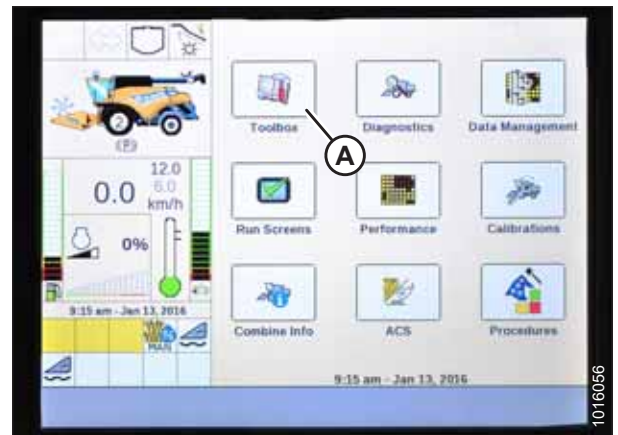 Toolbox
Diagnostics
Data Management
A
2
(P)
12.0
6.0
0.0
km/h
Run Screens
Performance
Calibrations
0%
9:15 am - Jan 13, 2016
MAN
Combine Info
ACS
Procedures
9:15 am - Jan 13, 2016
1016056